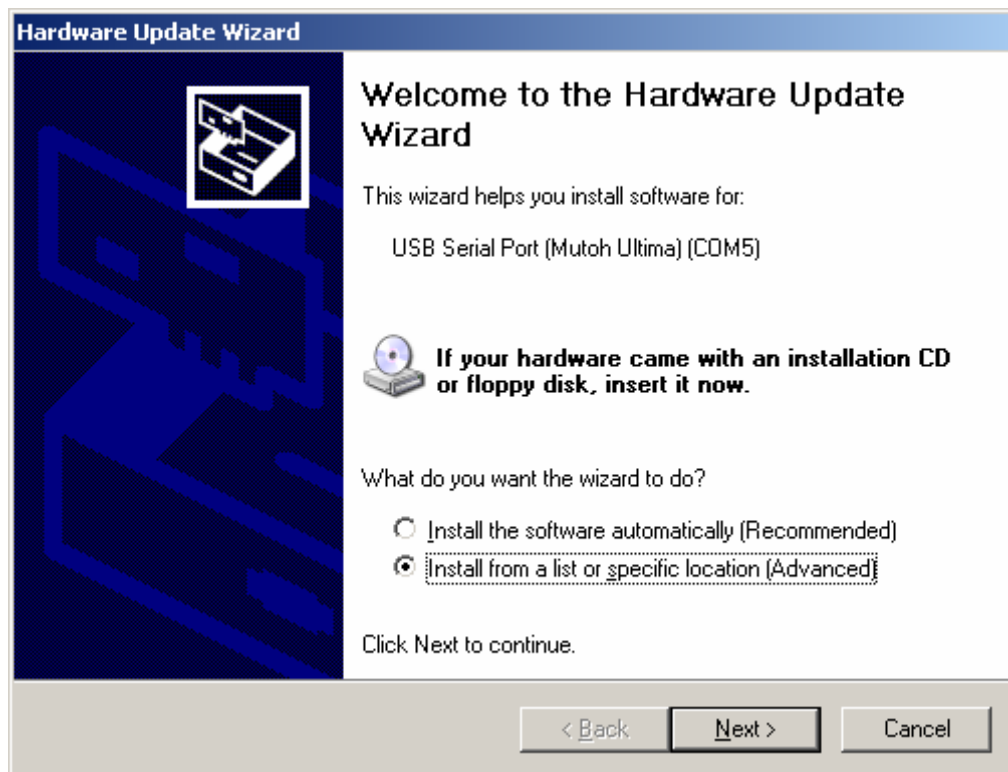 Hardware Update Wizard
Welcome to the Hardware Update
Wizard
This wizard helps you install software for:
USB Serial Port (Mutoh Ultima) (COM5)
If your hardware came with an installation CD
or floppy disk, insert it now.
What do you want the wizard to do?
Install the software automatically (Recommended)
Install from a list or specific location (Advanced)
Click Next to continue.
< Back
Next >
Cancel